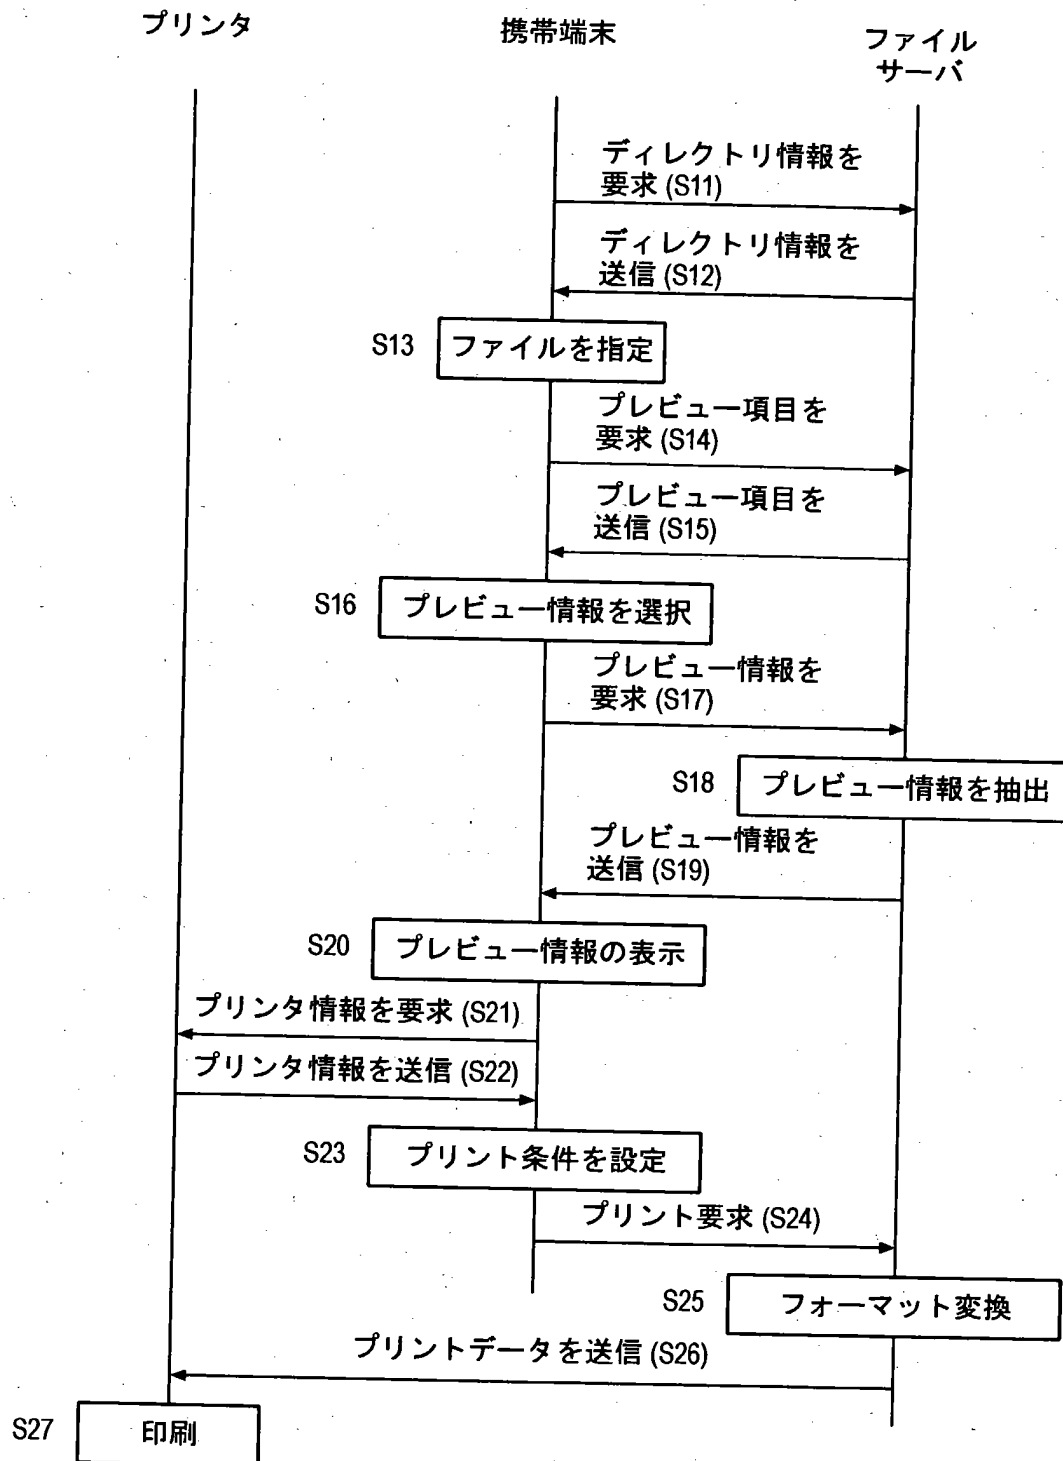 プリンタ
携帯端末
ファイル
サーバ
ディレクトリ情報を
要求 (S11)
ディレクトリ情報を
送信 (S12)
S13 ファイルを指定
プレビュー項目を
要求 (S14)
プレビュー項目を
送信 (S15)
S16 プレビュー情報を選択
プレビュー情報を
要求 (S17)
S18 プレビュー情報を抽出
プレビュー情報を
送信 (S19)
S20 プレビュー情報の表示
プリンタ情報を要求 (S21)
プリンタ情報を送信 (S22)
S23 プリント条件を設定
プリント要求 (S24)
S25 フォーマット変換
プリントデータを送信 (S26)
S27 印刷